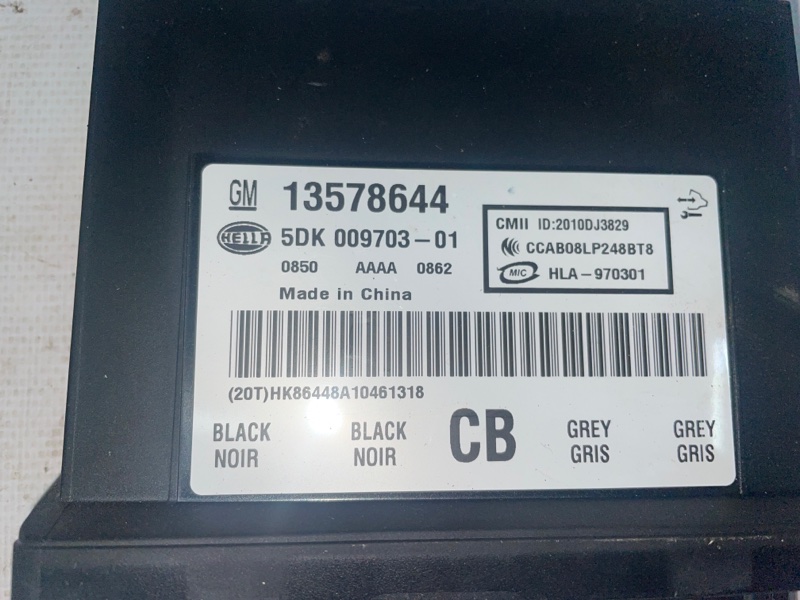 GM 13578644
HELLA 5DK 009703-01
0850 AAAA 0862
Made in China
CMII ID:2010DJ3829
CCAB08LP248BT8
MIC HLA-970301
(20T)HK86448A10461318
BLACK BLACK CB GREY GREY
NOIR NOIR GRIS GRIS